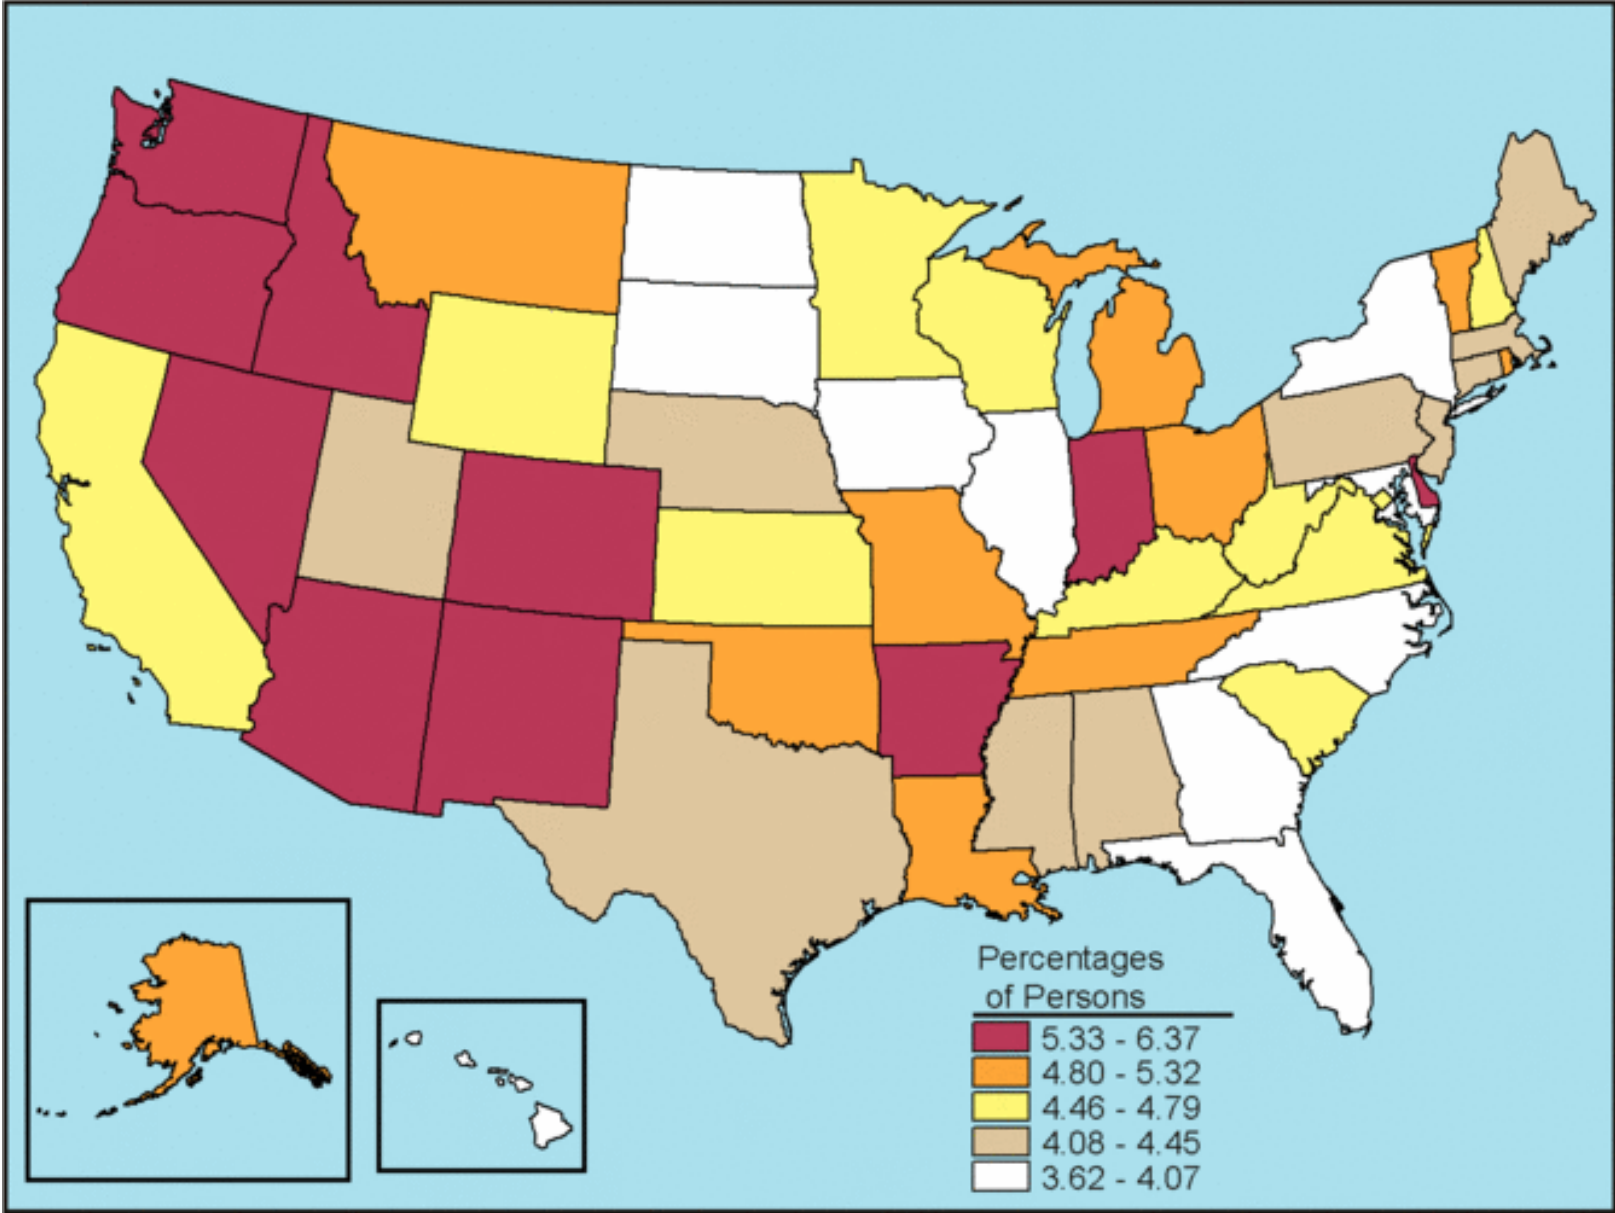 Percentages
of Persons
5.33 - 6.37
4.80 - 5.32
4.46 - 4.79
4.08 - 4.45
3.62 - 4.07